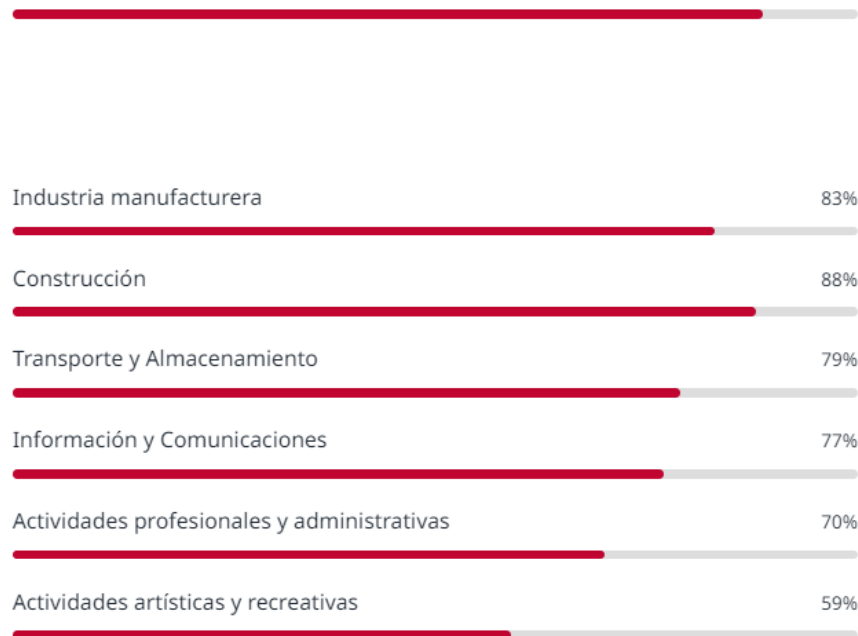 Industria manufacturera 83%
Construcción 88%
Transporte y Almacenamiento 79%
Información y Comunicaciones 77%
Actividades profesionales y administrativas 70%
Actividades artísticas y recreativas 59%